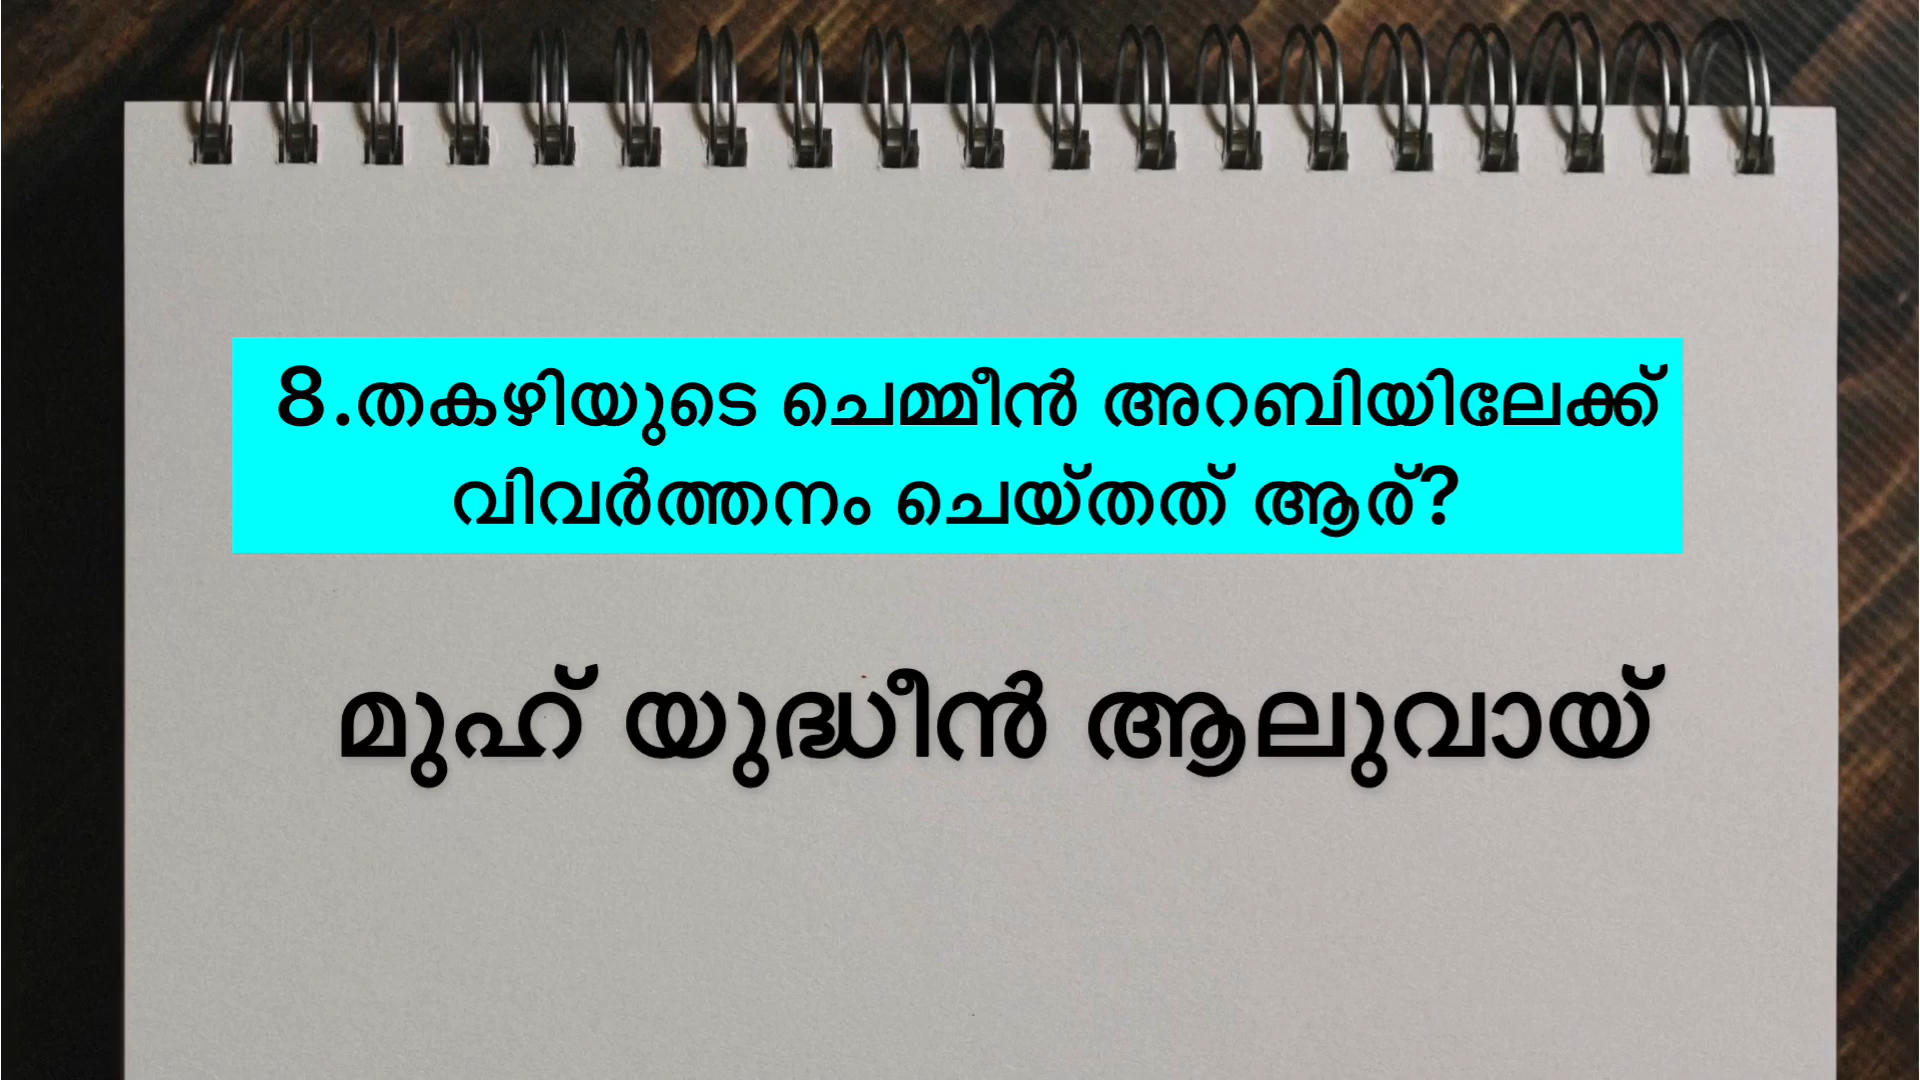 8.തകഴിയുടെ ചെമ്മീൻ അറബിയിലേക്ക്
വിവർത്തനം ചെയ്തത് ആര്?
മുഹ് യുദ്ധീൻ ആലുവായ്